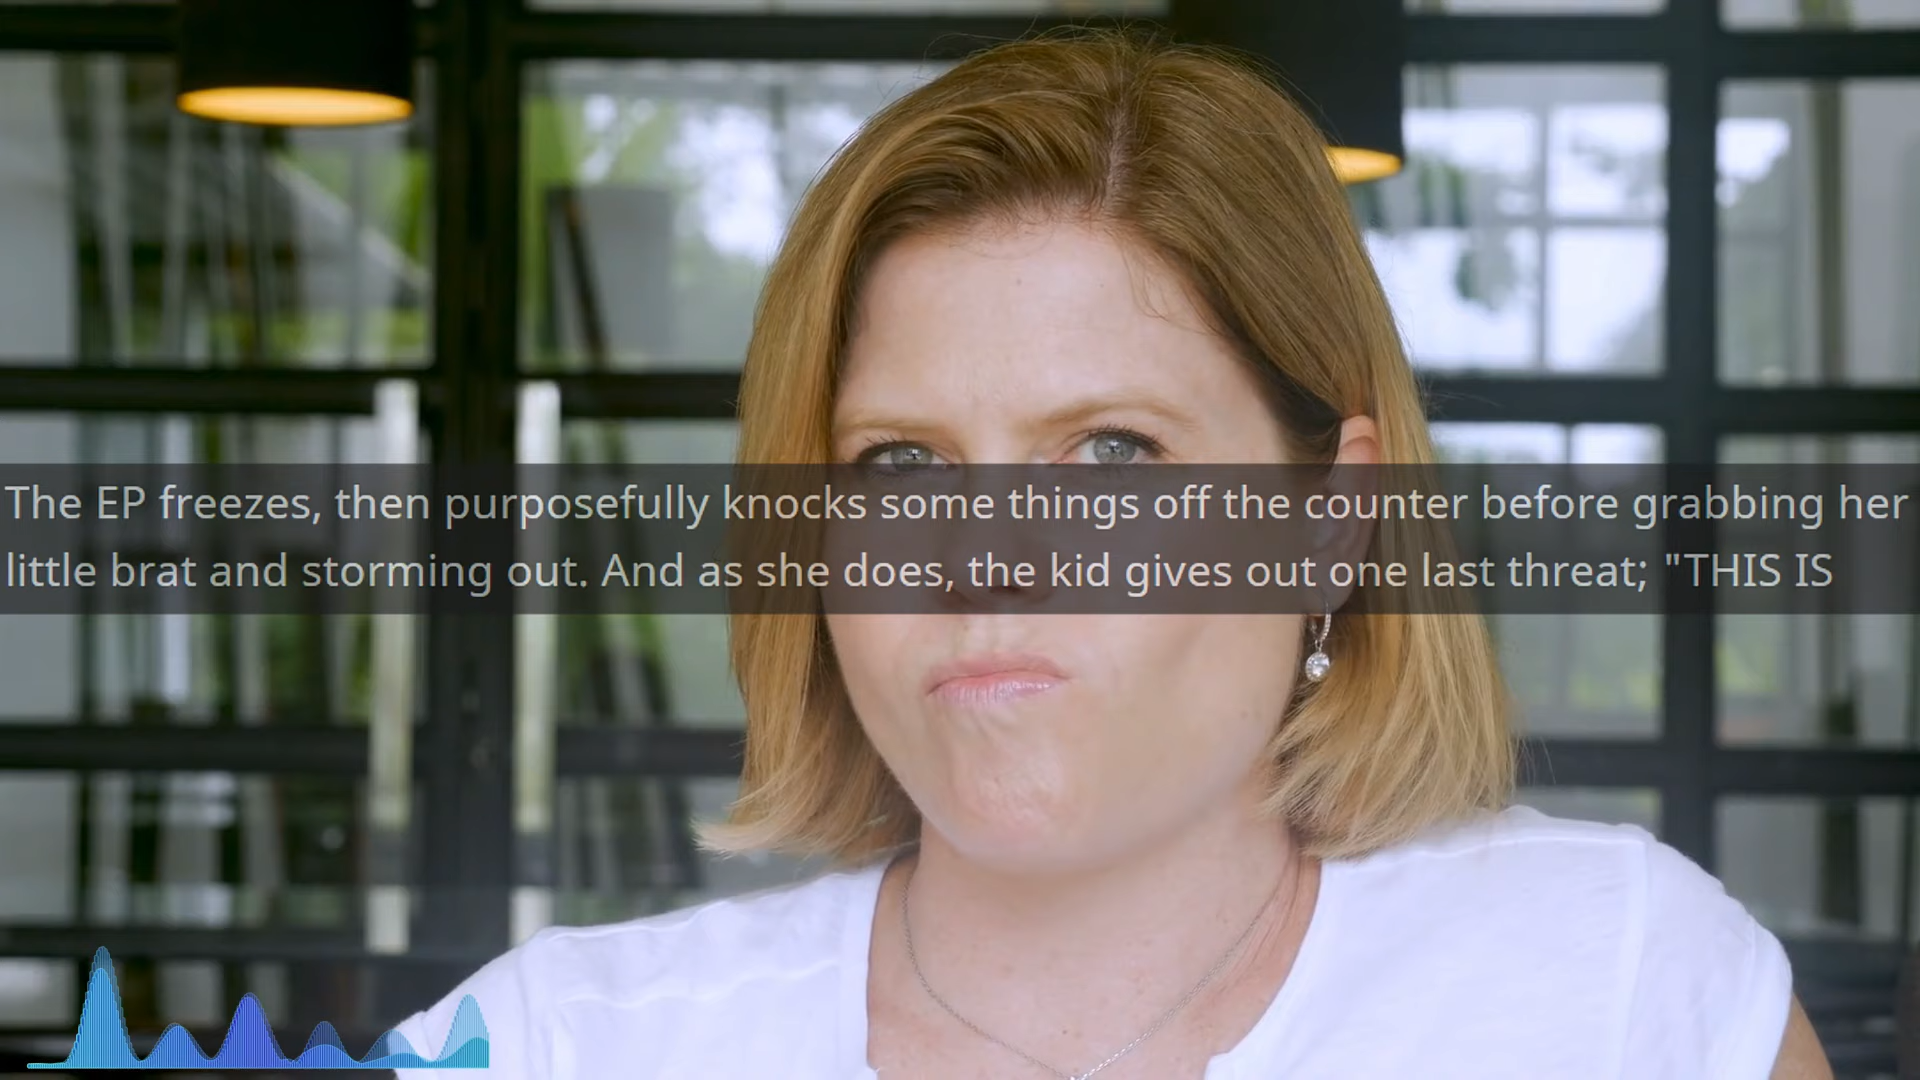 The EP freezes, then purposefully knocks some things off the counter before grabbing her
little brat and storming out. And as she does, the kid gives out one last threat; "THIS IS